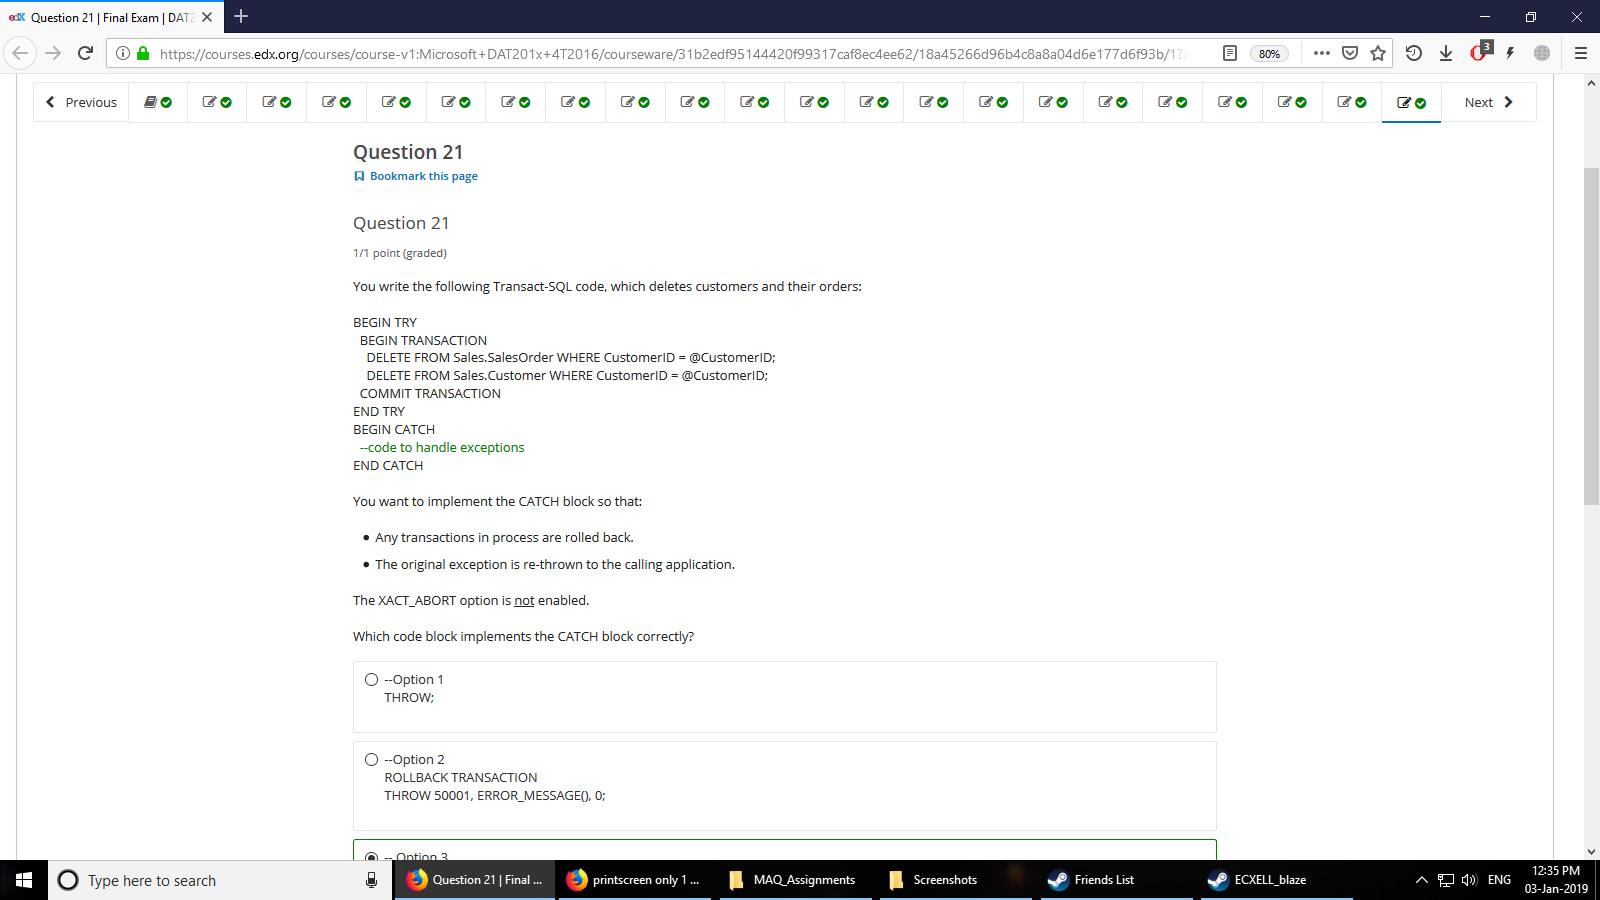 edX Question 21 | Final Exam | DAT2
https://courses.edx.org/courses/course-v1:Microsoft+DAT201x+4T2016/courseware/31b2edf95144420f99317caf8ec4ee62/18a45266d96b4c8a8a04d6e177d6f93b/1?
80%
3
Previous
Next
Question 21
Bookmark this page
Question 21
1/1 point (graded)
You write the following Transact-SQL code, which deletes customers and their orders:
BEGIN TRY
BEGIN TRANSACTION
DELETE FROM Sales.SalesOrder WHERE CustomerID = @CustomerID;
DELETE FROM Sales.Customer WHERE CustomerID = @CustomerID;
COMMIT TRANSACTION
END TRY
BEGIN CATCH
--code to handle exceptions
END CATCH
You want to implement the CATCH block so that:
• Any transactions in process are rolled back.
• The original exception is re-thrown to the calling application.
The XACT_ABORT option is not enabled.
Which code block implements the CATCH block correctly?
--Option 1
THROW;
--Option 2
ROLLBACK TRANSACTION
THROW 50001, ERROR_MESSAGE(), 0;
-- Option 3
Type here to search
Question 21 | Final ...
printscreen only 1 ...
MAQ_Assignments
Screenshots
Friends List
ECXELL_blaze
ENG
12:35 PM
03-Jan-2019